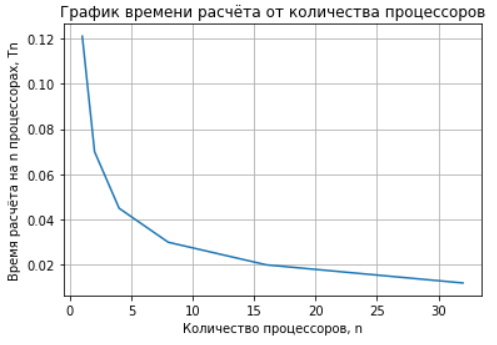 График времени расчёта от количества процессоров
Время расчёта на n процессорах, Tn
0.12
0.10
0.08
0.06
0.04
0.02
0 5 10 15 20 25 30
Количество процессоров, n